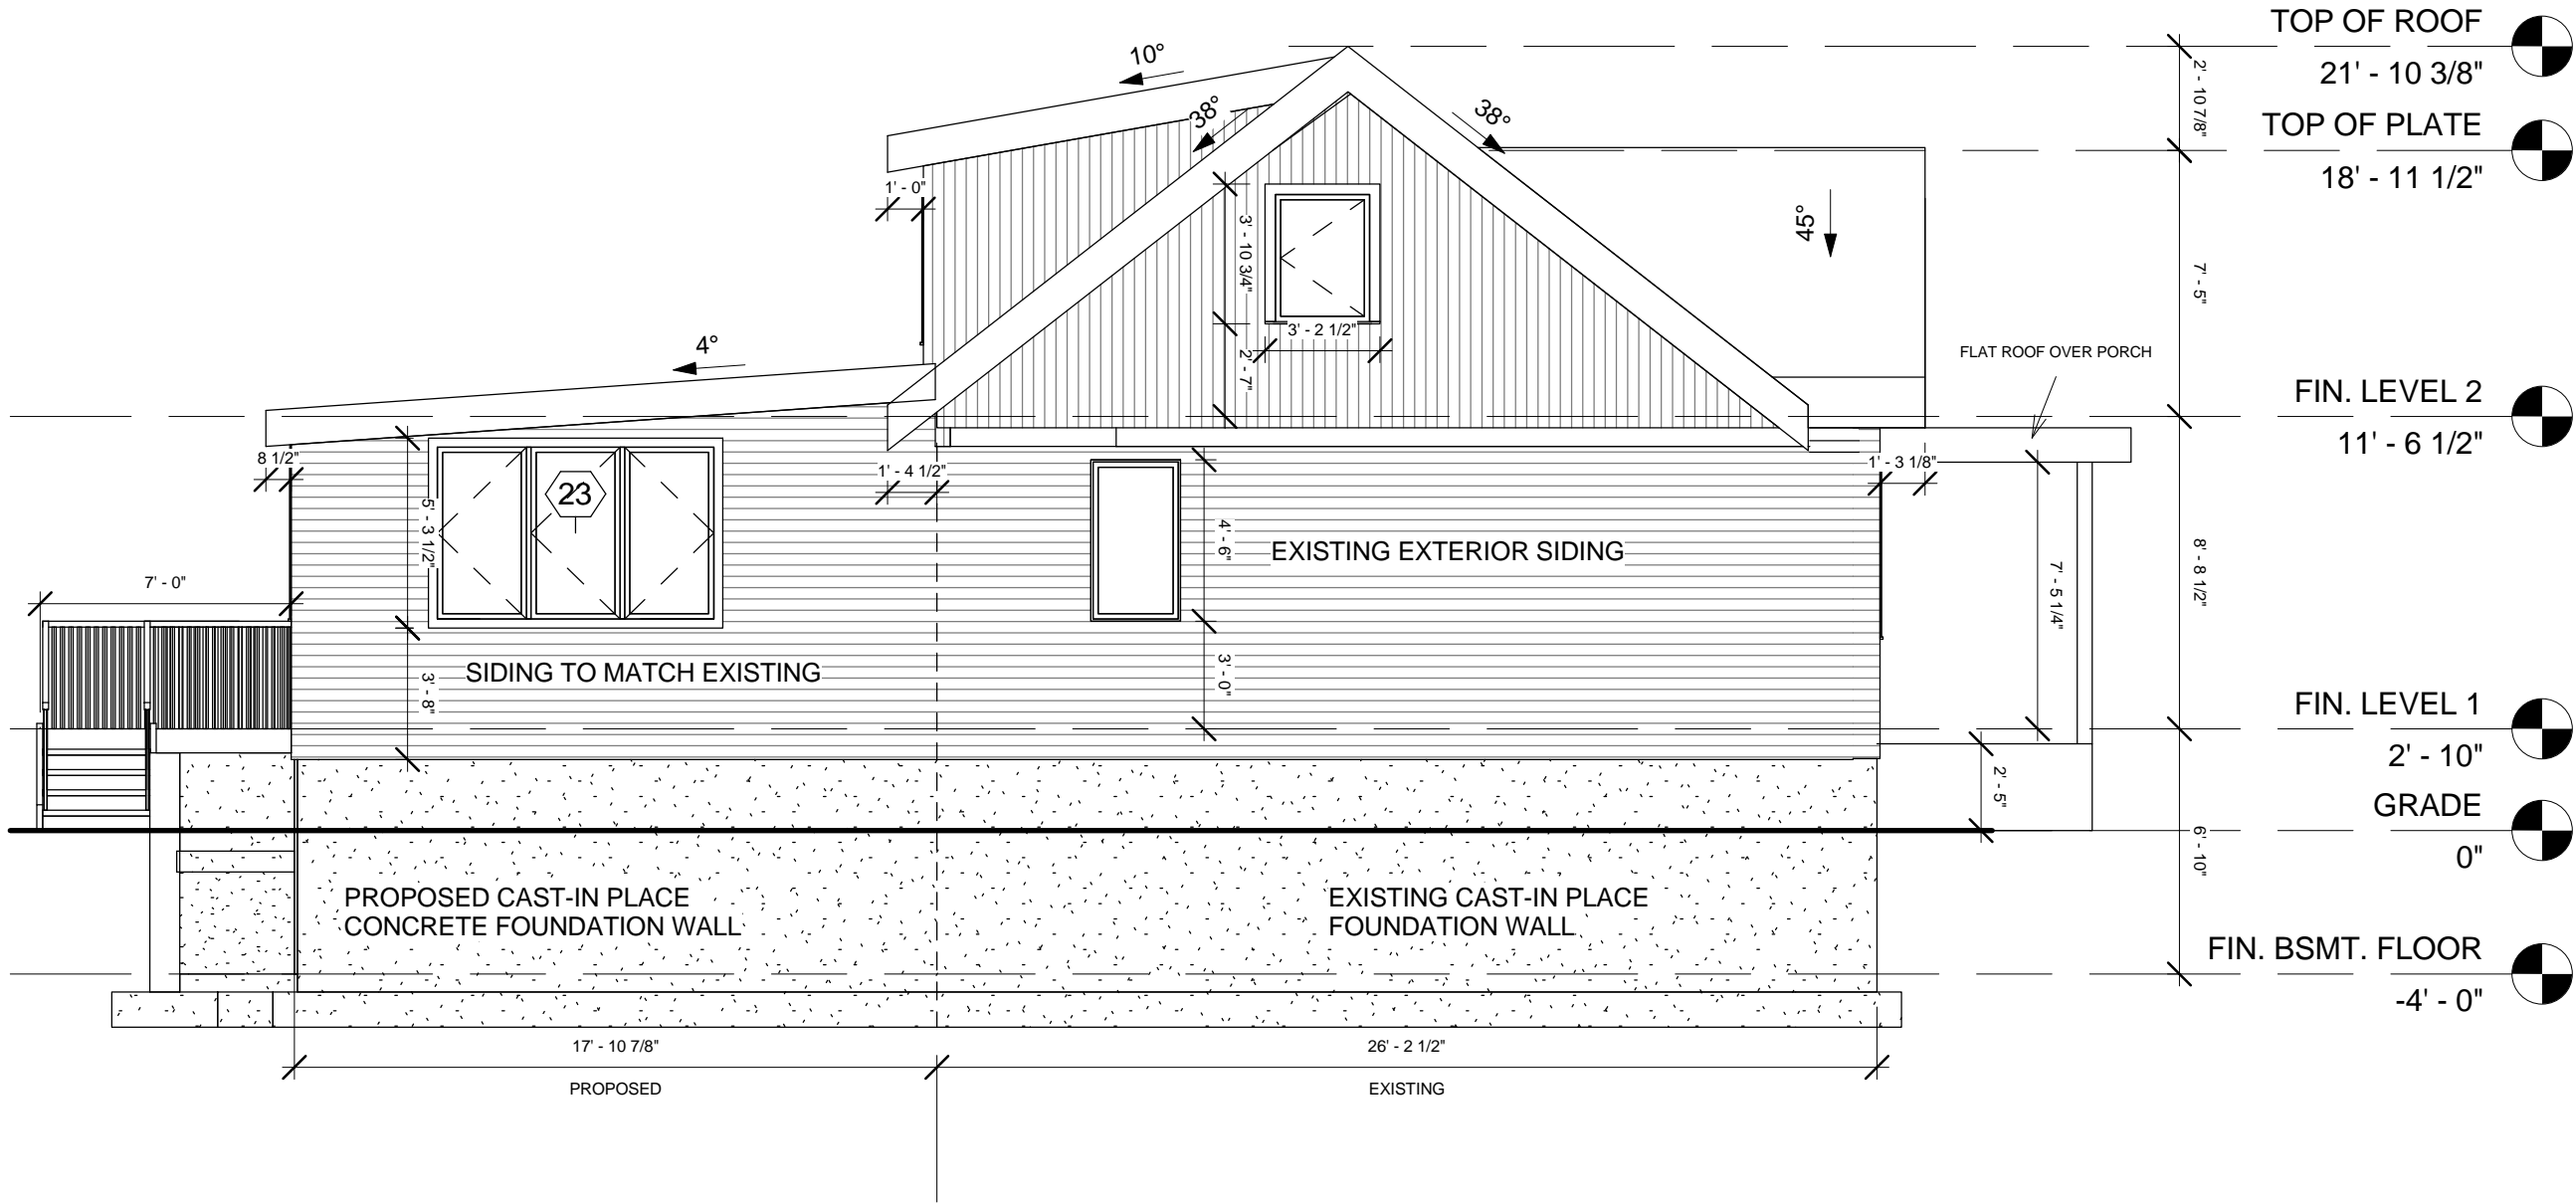 TOP OF ROOF
21' - 10 3/8"
10°
2' - 10 7/8"
38°
38°
TOP OF PLATE
18' - 11 1/2"
1' - 0"
3' - 10 3/4"
45°
7' - 5"
3' - 2 1/2"
4°
2' - 7"
FLAT ROOF OVER PORCH
FIN. LEVEL 2
11' - 6 1/2"
8 1/2"
1' - 4 1/2"
1' - 3 1/8"
23
5' - 3 1/2"
4' - 6"
EXISTING EXTERIOR SIDING
7' - 0"
7' - 5 1/4"
8' - 8 1/2"
SIDING TO MATCH EXISTING
3' - 8"
3' - 0"
FIN. LEVEL 1
2' - 10"
2' - 5"
GRADE
0"
6' - 10"
PROPOSED CAST-IN PLACE
CONCRETE FOUNDATION WALL
EXISTING CAST-IN PLACE
FOUNDATION WALL
FIN. BSMT. FLOOR
-4' - 0"
17' - 10 7/8"
26' - 2 1/2"
PROPOSED
EXISTING